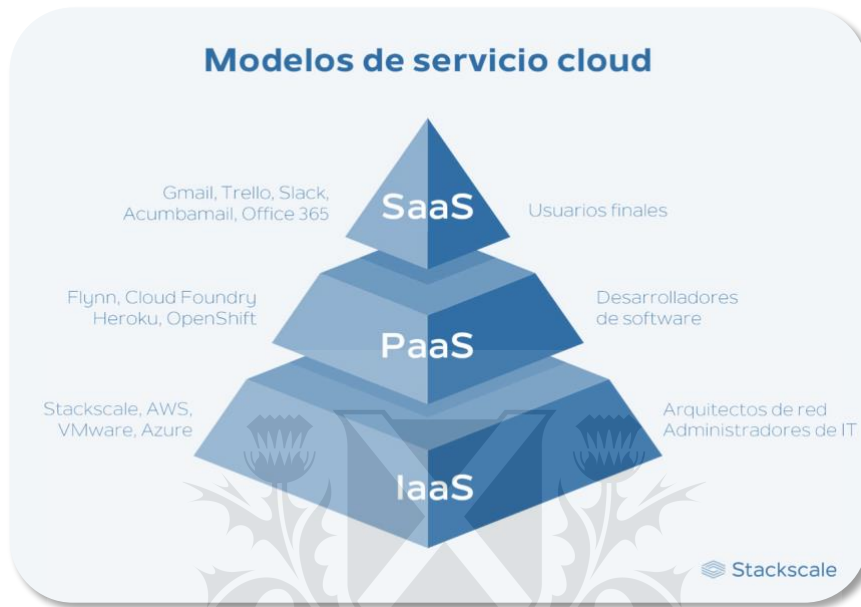 Modelos de servicio cloud
Gmail, Trello, Slack,
Acumbamail, Office 365
SaaS
Usuarios finales
Flynn, Cloud Foundry
Heroku, OpenShift
PaaS
Desarrolladores
de software
Stackscale, AWS,
VMware, Azure
IaaS
Arquitectos de red
Administradores de IT
Stackscale